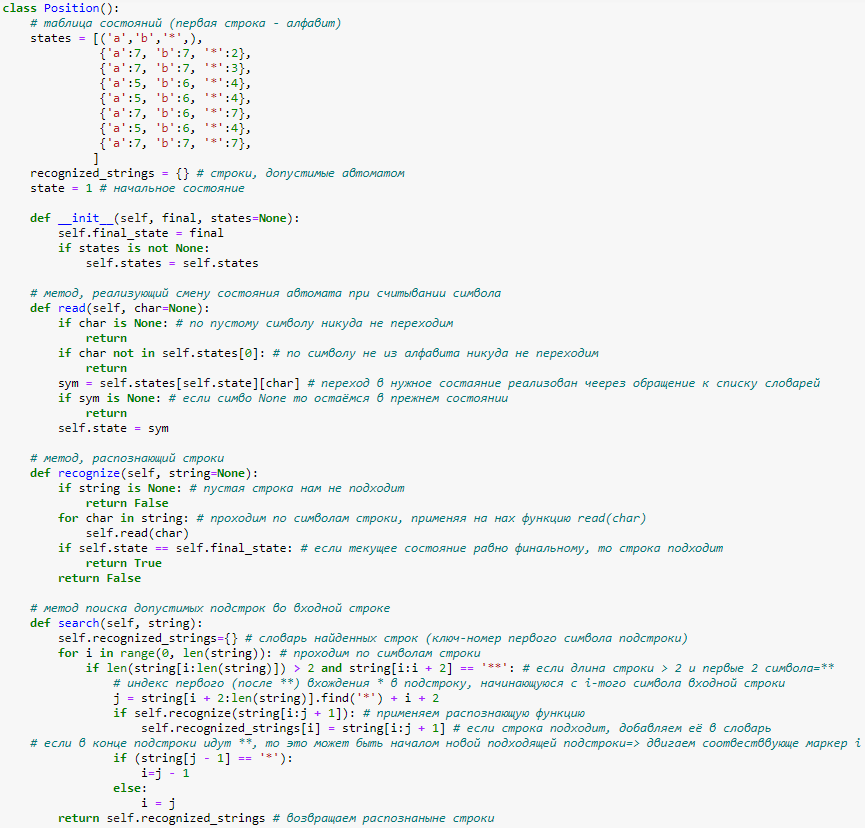 class Position():
    # таблица состояний (первая строка - алфавит)
    states = [('a','b','*',),
              {'a':7, 'b':7, '*':2},
              {'a':7, 'b':7, '*':3},
              {'a':5, 'b':6, '*':4},
              {'a':5, 'b':6, '*':4},
              {'a':7, 'b':6, '*':7},
              {'a':5, 'b':6, '*':4},
              {'a':7, 'b':7, '*':7},
             ]
    recognized_strings = {} # строки, допустимые автоматом
    state = 1 # начальное состояние

    def __init__(self, final, states=None):
        self.final_state = final
        if states is not None:
            self.states = self.states

    # метод, реализующий смену состояния автомата при считывании символа
    def read(self, char=None):
        if char is None: # по пустому символу никуда не переходим
            return
        if char not in self.states[0]: # по символу не из алфавита никуда не переходим
            return
        sym = self.states[self.state][char] # переход в нужное состаяние реализован чеерез обращение к списку словарей
        if sym is None: # если симво None то остаёмся в прежнем состоянии
            return
        self.state = sym

    # метод, распознающий строки
    def recognize(self, string=None):
        if string is None: # пустая строка нам не подходит
            return False
        for char in string: # проходим по символам строки, применяя на нах функцию read(char)
            self.read(char)
        if self.state == self.final_state: # если текущее состояние равно финальному, то строка подходит
            return True
        return False

    # метод поиска допустимых подстрок во входной строке
    def search(self, string):
        self.recognized_strings={} # словарь найденных строк (ключ-номер первого символа подстроки)
        for i in range(0, len(string)): # проходим по символам строки
            if len(string[i:len(string)]) > 2 and string[i:i + 2] == '**': # если длина строки > 2 и первые 2 символа=**
                # индекс первого (после **) вхождения * в подстроку, начинающуюся с i-того символа входной строки
                j = string[i + 2:len(string)].find('*') + i + 2
                if self.recognize(string[i:j + 1]): # применяем распознающую функцию
                    self.recognized_strings[i] = string[i:j + 1] # если строка подходит, добавляем её в словарь
    # если в конце подстроки идут **, то это может быть началом новой подходящей подстроки=> двигаем соотвествввующе маркер i
                if (string[j - 1] == '*'):
                    i=j - 1
                else:
                    i = j
        return self.recognized_strings # возвращаем распознаныне строки